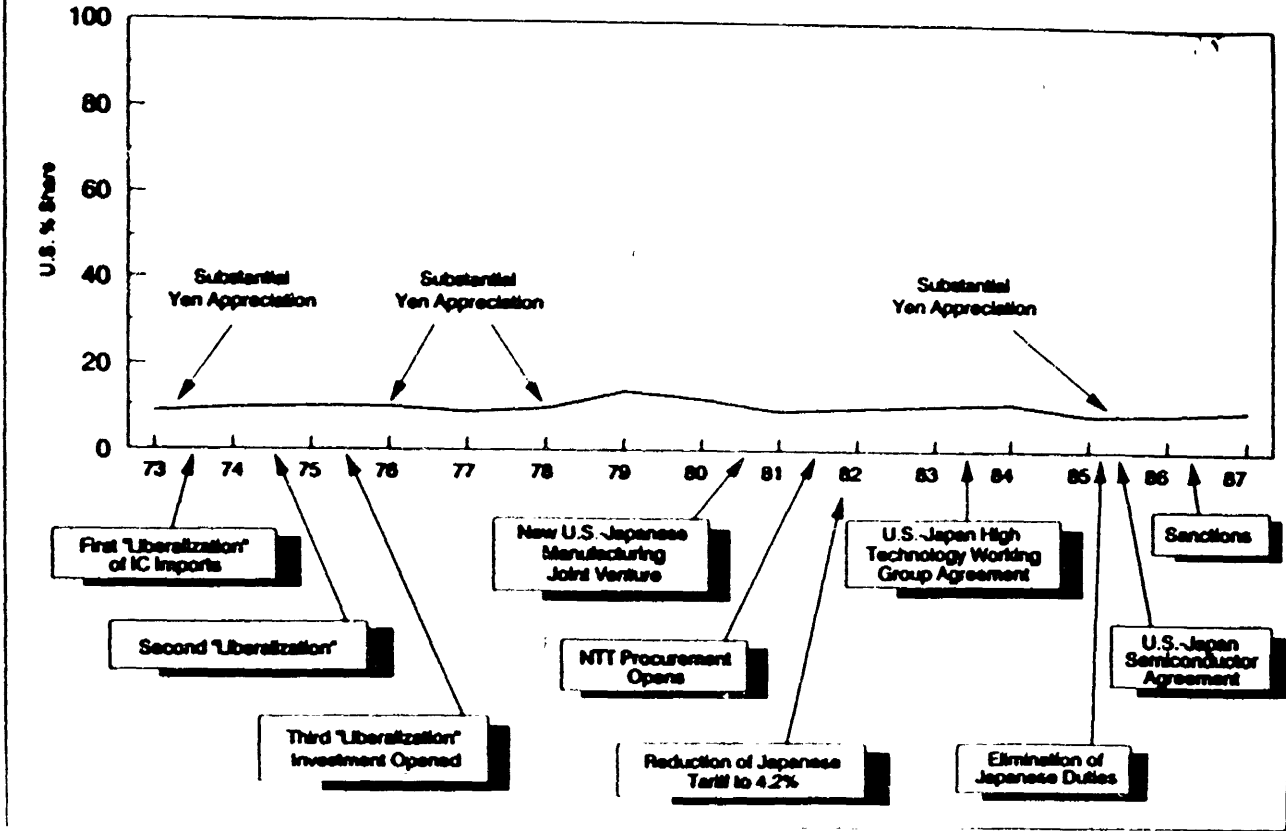 100
80
60
40
20
0
U.S. % Share
Substantial
Yen Appreciation
Substantial
Yen Appreciation
Substantial
Yen Appreciation
73 74 75 76 77 78 79 80 81 82 83 84 85 86 87
First "Liberalization"
of IC Imports
Second "Liberalization"
Third "Liberalization"
Investment Opened
New U.S.-Japanese
Manufacturing
Joint Venture
NTT Procurement
Opens
Reduction of Japanese
Tariff to 4.2%
U.S.-Japan High
Technology Working
Group Agreement
Elimination of
Japanese Duties
U.S.-Japan
Semiconductor
Agreement
Sanctions